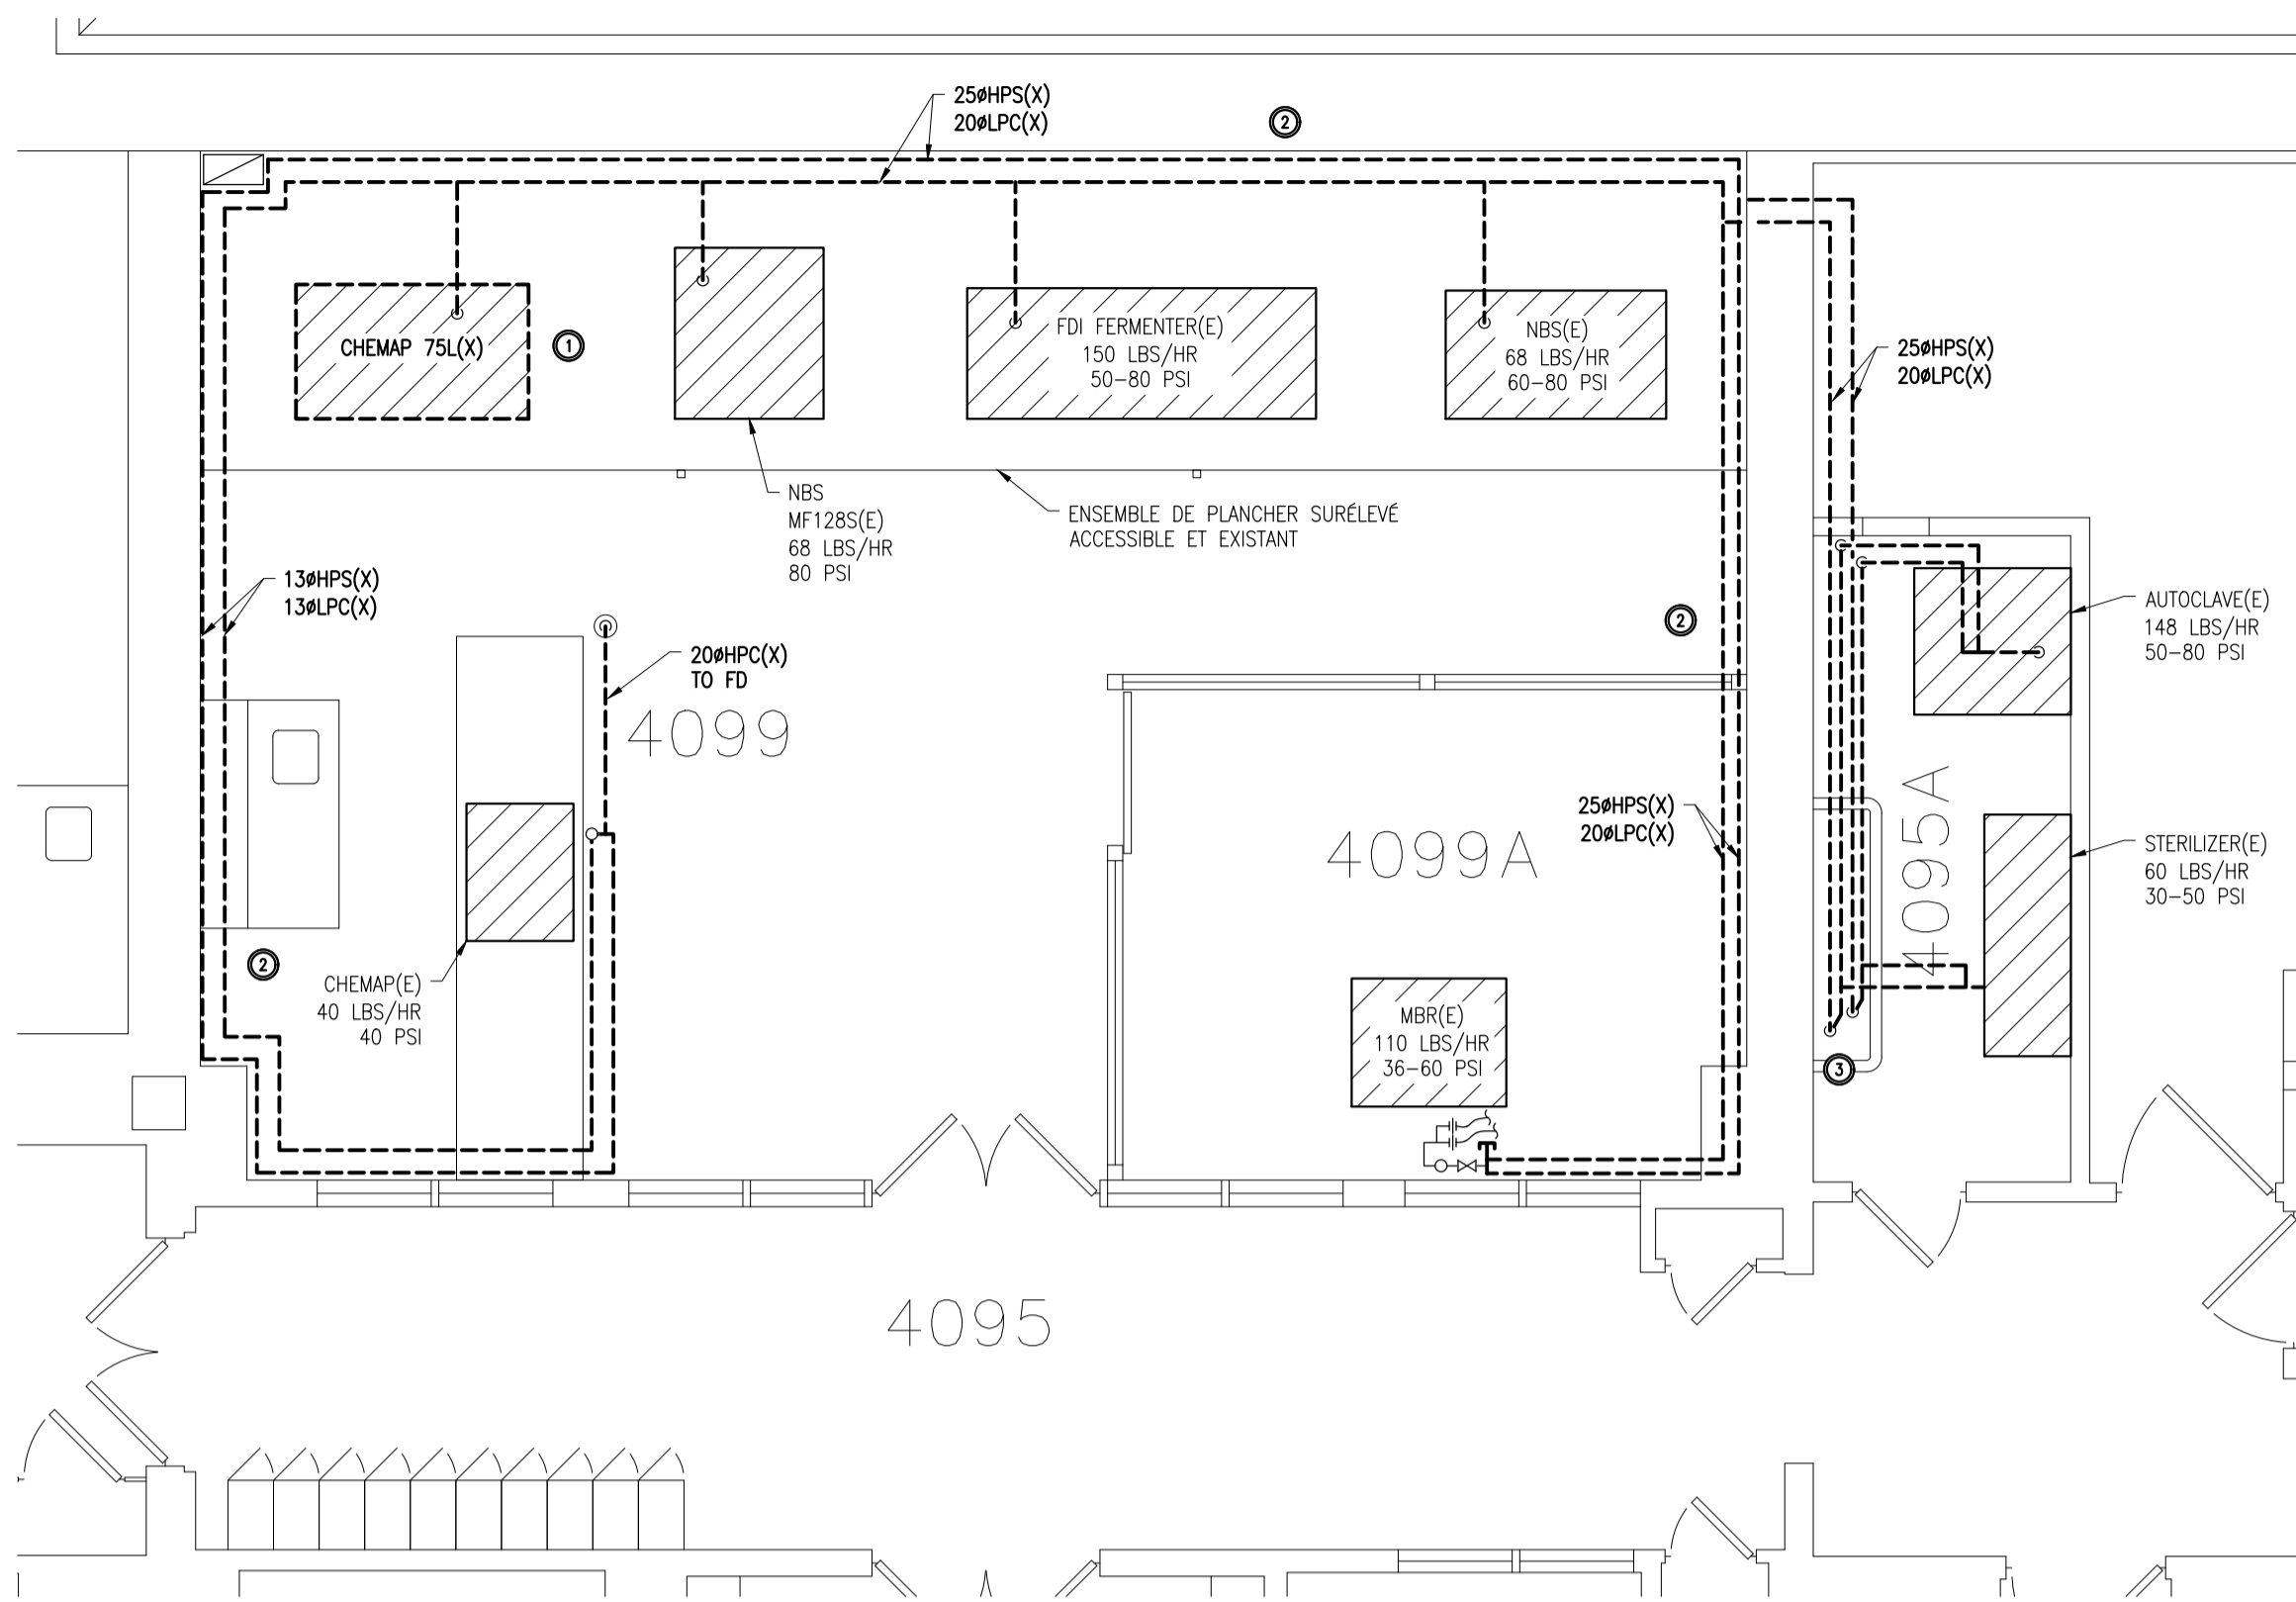 25øHPS(X)
20øLPC(X)
2
CHEMAP 75L(X)
1
FDI FERMENTER(E)
150 LBS/HR
50-80 PSI
NBS(E)
68 LBS/HR
60-80 PSI
25øHPS(X)
20øLPC(X)
NBS
MF128S(E)
68 LBS/HR
80 PSI
ENSEMBLE DE PLANCHER SURÉLEVÉ
ACCESSIBLE ET EXISTANT
13øHPS(X)
13øLPC(X)
2
AUTOCLAVE(E)
148 LBS/HR
50-80 PSI
20øHPC(X)
TO FD
4099
4099A
25øHPS(X)
20øLPC(X)
4095A
STERILIZER(E)
60 LBS/HR
30-50 PSI
2
CHEMAP(E)
40 LBS/HR
40 PSI
MBR(E)
110 LBS/HR
36-60 PSI
3
4095